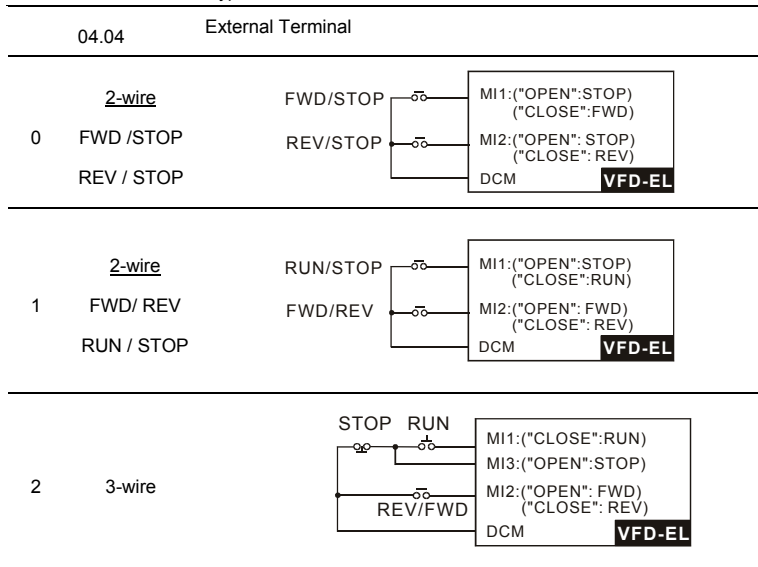 04.04 External Terminal
2-wire
FWD/STOP
MI1:("OPEN":STOP)
("CLOSE":FWD)
0
FWD /STOP
REV/STOP
MI2:("OPEN": STOP)
("CLOSE": REV)
REV / STOP
DCM
VFD-EL
2-wire
RUN/STOP
MI1:("OPEN":STOP)
("CLOSE":RUN)
1
FWD/ REV
FWD/REV
MI2:("OPEN": FWD)
("CLOSE": REV)
RUN / STOP
DCM
VFD-EL
STOP RUN
MI1:("CLOSE":RUN)
MI3:("OPEN":STOP)
2
3-wire
MI2:("OPEN": FWD)
("CLOSE": REV)
REV/FWD
DCM
VFD-EL